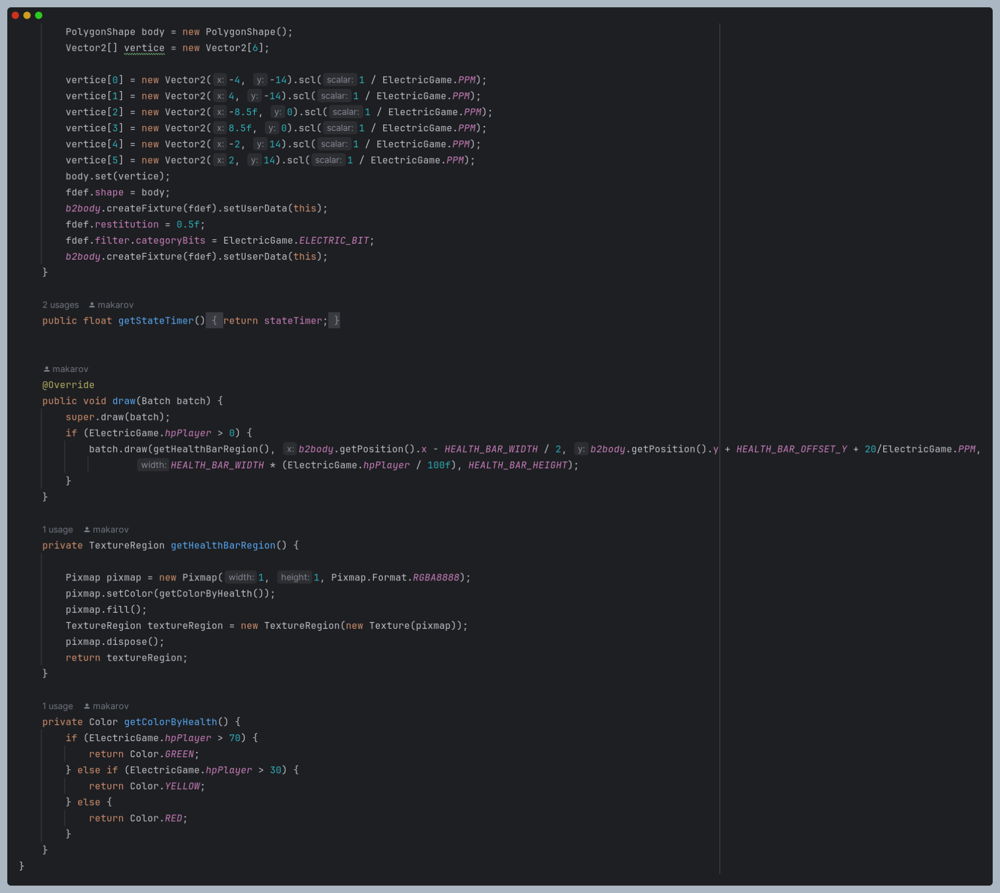 PolygonShape body = new PolygonShape();
Vector2[] vertice = new Vector2[6];
vertice[0] = new Vector2( x: -4, y: -14).scl( scalar: 1 / ElectricGame.PPM);
vertice[1] = new Vector2( x: 4, y: -14).scl( scalar: 1 / ElectricGame.PPM);
vertice[2] = new Vector2( x: -8.5f, y: 0).scl( scalar: 1 / ElectricGame.PPM);
vertice[3] = new Vector2( x: 8.5f, y: 0).scl( scalar: 1 / ElectricGame.PPM);
vertice[4] = new Vector2( x: -2, y: 14).scl( scalar: 1 / ElectricGame.PPM);
vertice[5] = new Vector2( x: 2, y: 14).scl( scalar: 1 / ElectricGame.PPM);
body.set(vertice);
fdef.shape = body;
b2body.createFixture(fdef).setUserData(this);
fdef.restitution = 0.5f;
fdef.filter.categoryBits = ElectricGame.ELECTRIC_BIT;
b2body.createFixture(fdef).setUserData(this);
}
2 usages makarov
public float getStateTimer() { return stateTimer; }
makarov
@Override
public void draw(Batch batch) {
super.draw(batch);
if (ElectricGame.hpPlayer > 0) {
batch.draw(getHealthBarRegion(), x: b2body.getPosition().x - HEALTH_BAR_WIDTH / 2, y: b2body.getPosition().y + HEALTH_BAR_OFFSET_Y + 20/ElectricGame.PPM,
width: HEALTH_BAR_WIDTH * (ElectricGame.hpPlayer / 100f), HEALTH_BAR_HEIGHT);
}
}
1 usage makarov
private TextureRegion getHealthBarRegion() {
Pixmap pixmap = new Pixmap( width: 1, height: 1, Pixmap.Format.RGBA8888);
pixmap.setColor(getColorByHealth());
pixmap.fill();
TextureRegion textureRegion = new TextureRegion(new Texture(pixmap));
pixmap.dispose();
return textureRegion;
}
1 usage makarov
private Color getColorByHealth() {
if (ElectricGame.hpPlayer > 70) {
return Color.GREEN;
} else if (ElectricGame.hpPlayer > 30) {
return Color.YELLOW;
} else {
return Color.RED;
}
}
}